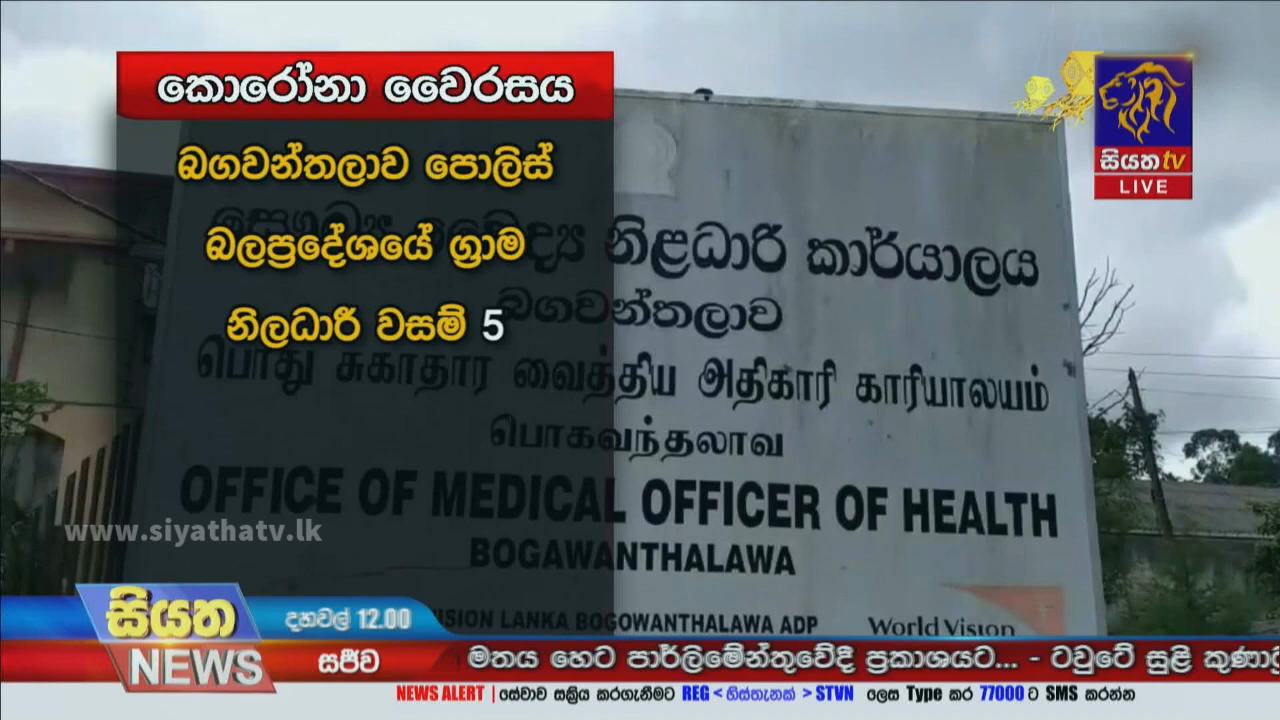 කොරෝනා වෛරසය
බගවන්තලාව පොලිස්
බලප්‍රදේශයේ ග්‍රාම
නිලධාරී වසම් 5
සියත tv
LIVE
වෛද්‍ය නිළධාරි කාර්යාලය
බගවන්තලාව
பொது சுகாதார வைத்திய அதிகாரி காரியாலயம்
பொகவந்தலாவ
OFFICE OF MEDICAL OFFICER OF HEALTH
BOGAWANTHALAWA
VISION LANKA BOGOWANTHALAWA ADP
World Vision
www.siyathatv.lk
සියත
NEWS
දහවල් 12.00
සජීව
මතය හෙට පාර්ලිමේන්තුවේදී ප්‍රකාශයට... - ටවුටේ සුළි
NEWS ALERT | සේවාව සක්‍රිය කරගැනීමට REG < හිස්තැනක් > STVN ලෙස Type කර 77000 ට SMS කරන්න